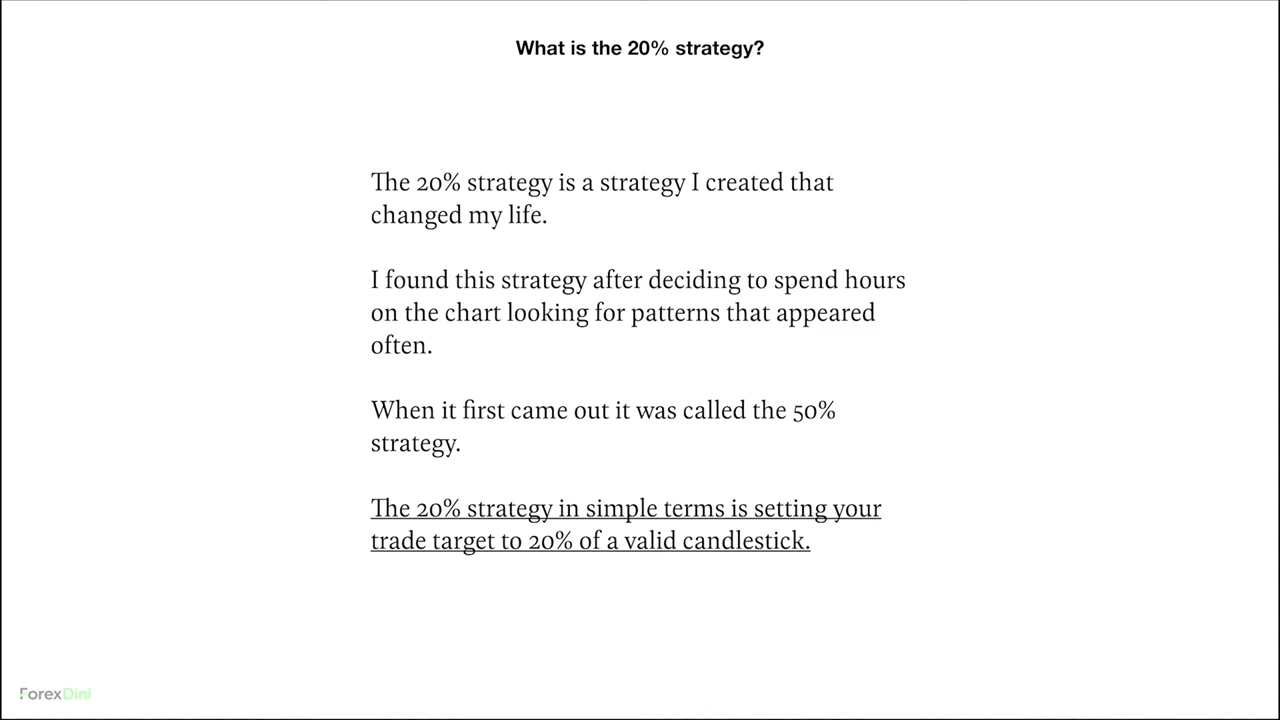 What is the 20% strategy?
The 20% strategy is a strategy I created that
changed my life.
I found this strategy after deciding to spend hours
on the chart looking for patterns that appeared
often.
When it first came out it was called the 50%
strategy.
The 20% strategy in simple terms is setting your
trade target to 20% of a valid candlestick.
ForexDini